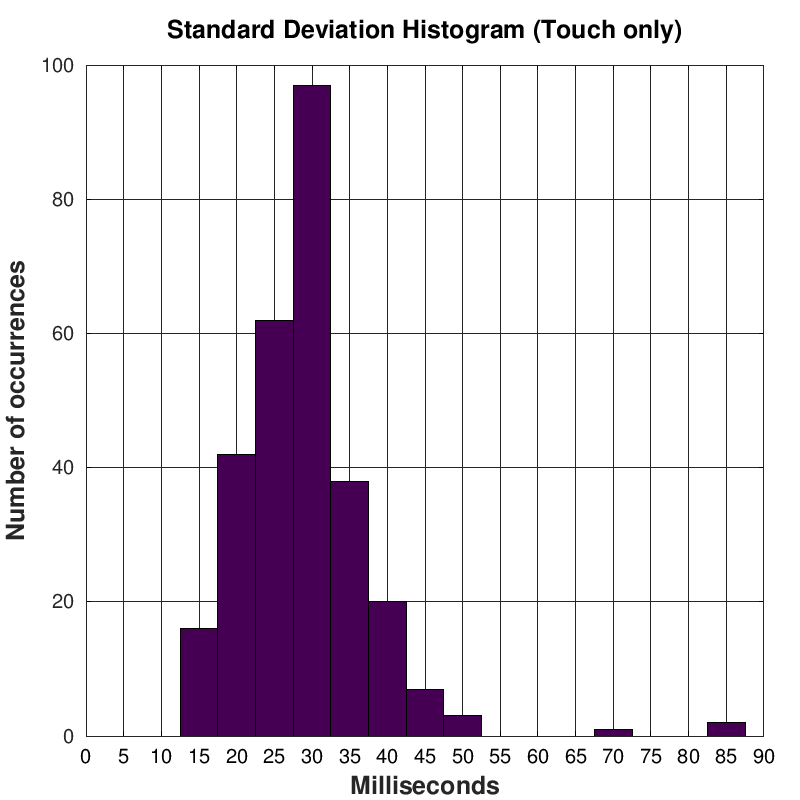 Standard Deviation Histogram (Touch only)
100
80
60
40
20
0
Number of occurrences
0 5 10 15 20 25 30 35 40 45 50 55 60 65 70 75 80 85 90
Milliseconds